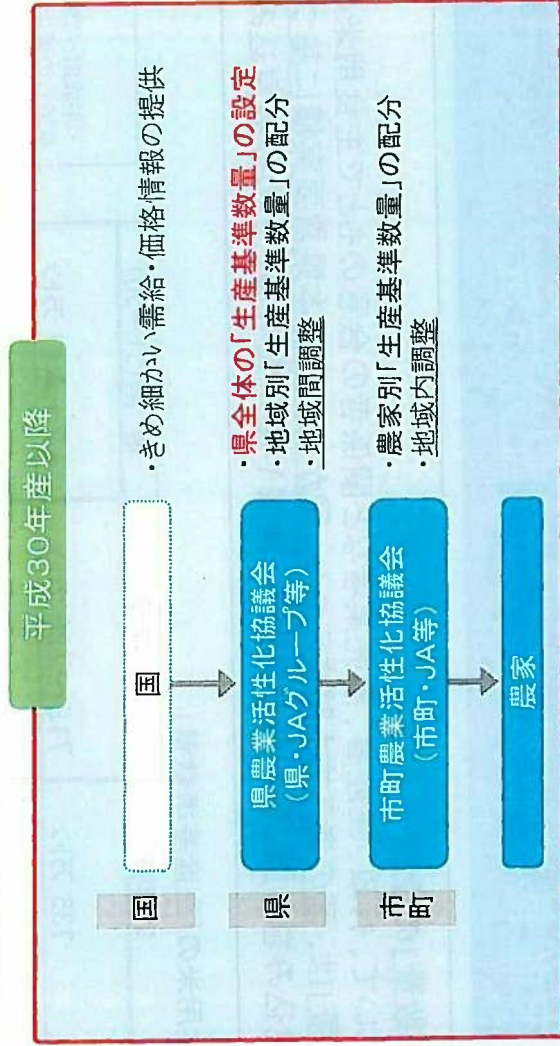 平成30年産以降
国
国
・きめ細かい需給・価格情報の提供
県
県農業活性化協議会
(県・JAグループ等)
・県全体の「生産基準数量」の設定
・地域別「生産基準数量」の配分
・地域間調整
市町
市町農業活性化協議会
(市町・JA等)
・農家別「生産基準数量」の配分
・地域内調整
農家